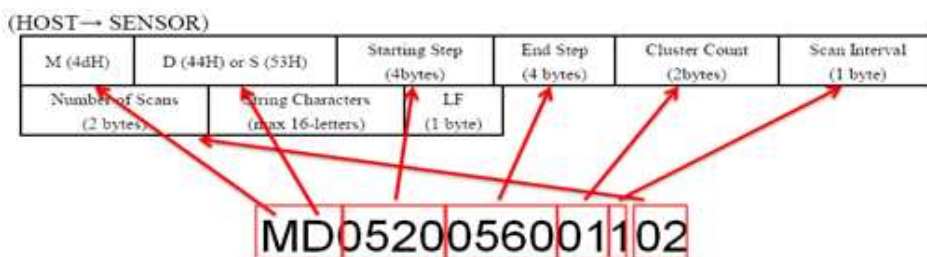 (HOST→ SENSOR)
M (4dH) D (44H) or S (53H) Starting Step (4bytes) End Step (4 bytes) Cluster Count (2bytes) Scan Interval (1 byte)
Number of Scans (2 bytes) String Characters (max 16-letters) LF (1 byte)
MD0520056001102